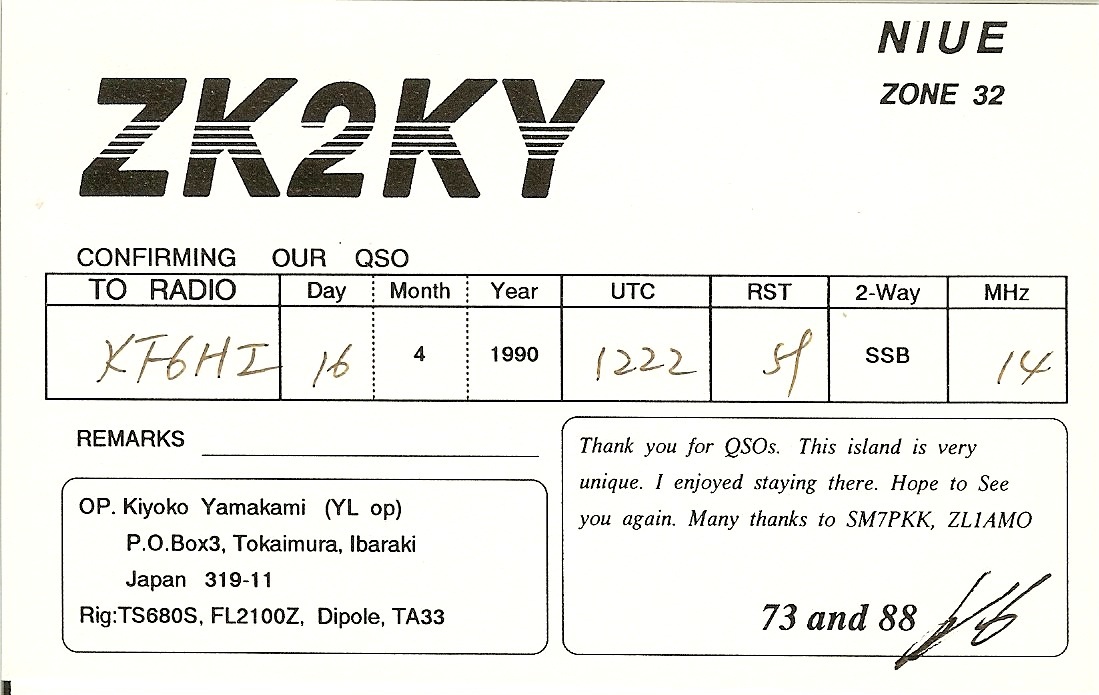 NIUE
ZONE 32
ZK2KY
CONFIRMING OUR QSO
TO RADIO Day Month Year UTC RST 2-Way MHz
KF6HI 16 4 1990 1222 59 SSB 14
REMARKS
OP. Kiyoko Yamakami (YL op)
P.O.Box3, Tokaimura, Ibaraki
Japan 319-11
Rig:TS680S, FL2100Z, Dipole, TA33
Thank you for QSOs. This island is very
unique. I enjoyed staying there. Hope to See
you again. Many thanks to SM7PKK, ZL1AMO
73 and 88